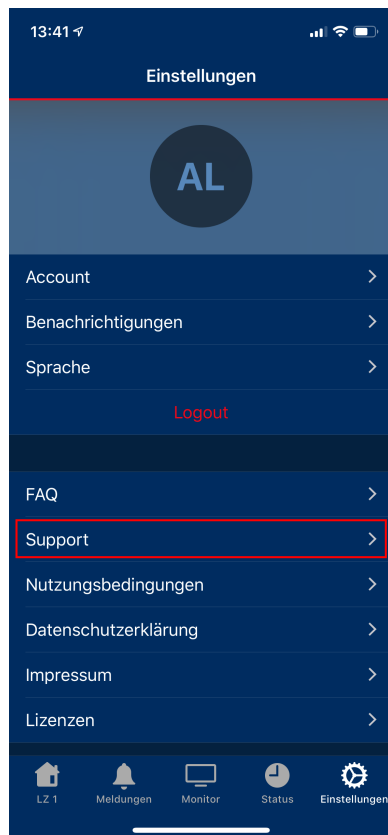 13:41
Einstellungen
AL
Account
Benachrichtigungen
Sprache
Logout
FAQ
Support
Nutzungsbedingungen
Datenschutzerklärung
Impressum
Lizenzen
LZ 1 Meldungen Monitor Status Einstellungen